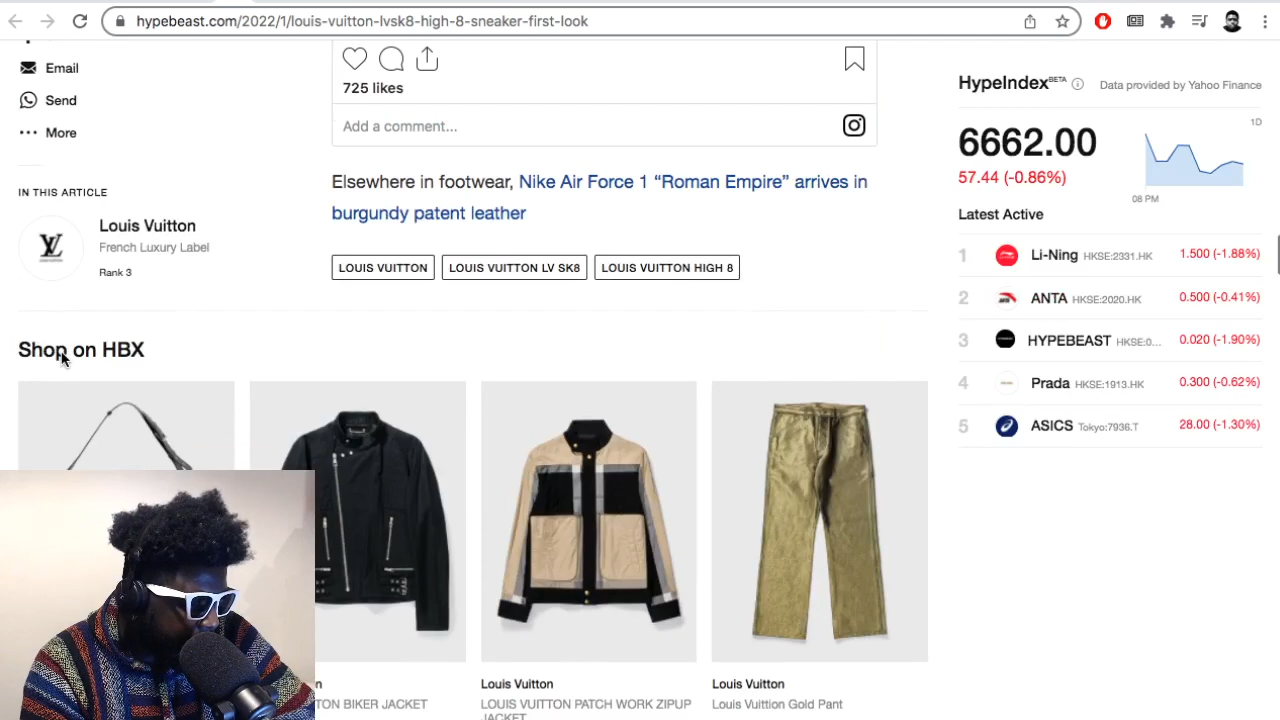 hypebeast.com/2022/1/louis-vuitton-lvsk8-high-8-sneaker-first-look
Email
Send
More
IN THIS ARTICLE
LV
Louis Vuitton
French Luxury Label
Rank 3
725 likes
Add a comment...
Elsewhere in footwear, Nike Air Force 1 “Roman Empire” arrives in
burgundy patent leather
LOUIS VUITTON
LOUIS VUITTON LV SK8
LOUIS VUITTON HIGH 8
Shop on HBX
TON BIKER JACKET
Louis Vuitton
LOUIS VUITTON PATCH WORK ZIPUP
JACKET
Louis Vuitton
Louis Vuittion Gold Pant
HypeIndex BETA
Data provided by Yahoo Finance
6662.00
57.44 (-0.86%)
1D
08 PM
Latest Active
1 Li-Ning HKSE:2331.HK 1.500 (-1.88%)
2 ANTA HKSE:2020.HK 0.500 (-0.41%)
3 HYPEBEAST HKSE:0... 0.020 (-1.90%)
4 Prada HKSE:1913.HK 0.300 (-0.62%)
5 ASICS Tokyo:7936.T 28.00 (-1.30%)